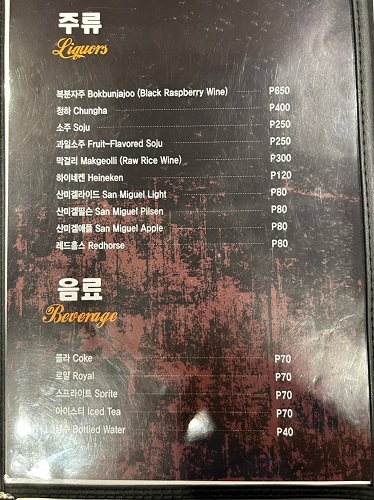 주류
Liquors
복분자주 Bokbunjajoo (Black Raspberry Wine) P650
청하 Chungha P400
소주 Soju P250
과일소주 Fruit-Flavored Soju P250
막걸리 Makgeolli (Raw Rice Wine) P300
하이네켄 Heineken P120
산미겔라이드 San Miguel Light P80
산미겔필슨 San Miguel Pilsen P80
산미겔애플 San Miguel Apple P80
레드홀스 Redhorse P80
음료
Beverage
콜라 Coke P70
로얄 Royal P70
스프라이트 Sprite P70
아이스티 Iced Tea P70
Bottled Water P40